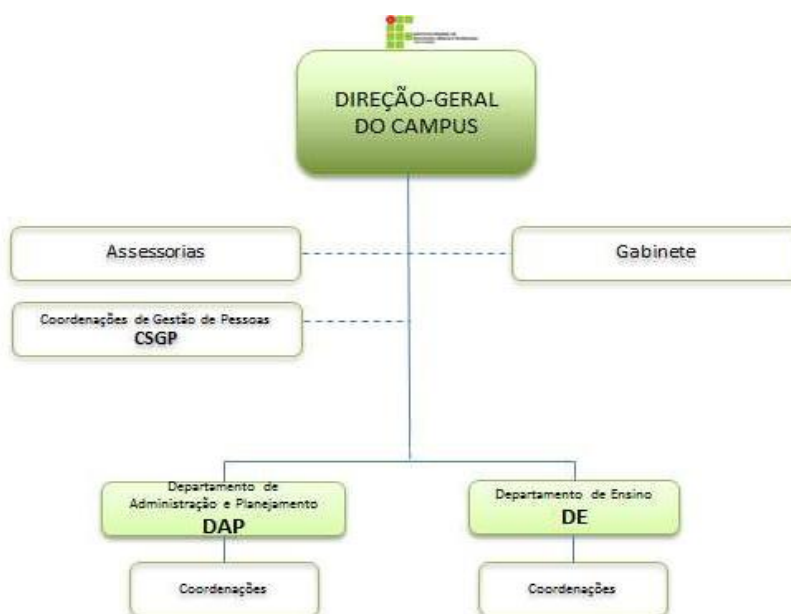 DIREÇÃO-GERAL
DO CAMPUS
Assessorias
Gabinete
Coordenações de Gestão de Pessoas
CSGP
Departamento de
Administração e Planejamento
DAP
Departamento de Ensino
DE
Coordenações
Coordenações